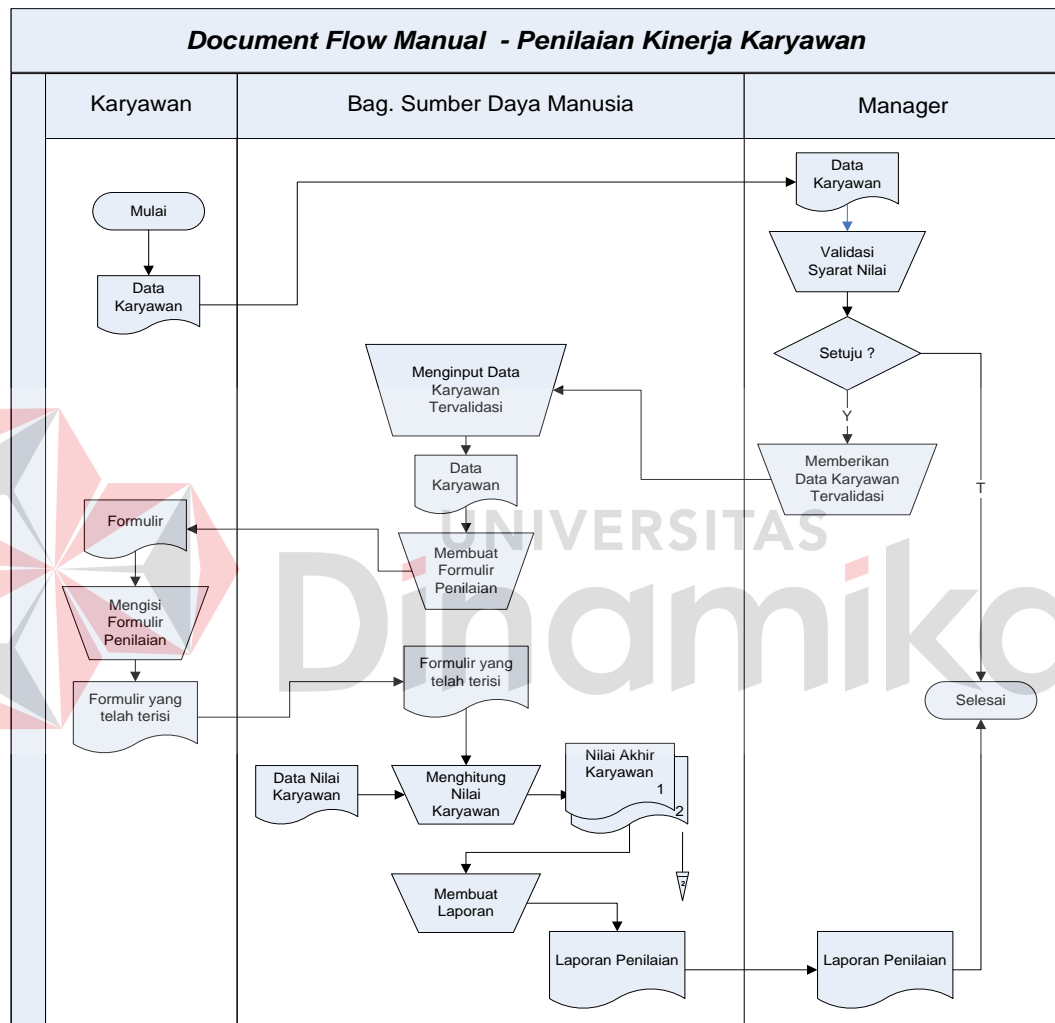 Document Flow Manual - Penilaian Kinerja Karyawan
Karyawan
Bag. Sumber Daya Manusia
Manager
Mulai
Data
Karyawan
Data
Karyawan
Validasi
Syarat Nilai
Setuju ?
Y
T
Memberikan
Data Karyawan
Tervalidasi
Menginput Data
Karyawan
Tervalidasi
Data
Karyawan
Membuat
Formulir
Penilaian
Formulir
Mengisi
Formulir
Penilaian
Formulir yang
telah terisi
Formulir yang
telah terisi
Data Nilai
Karyawan
Menghitung
Nilai
Karyawan
Nilai Akhir
Karyawan
1
2
2
Membuat
Laporan
Laporan Penilaian
Laporan Penilaian
Selesai
UNIVERSITAS
Dinamika